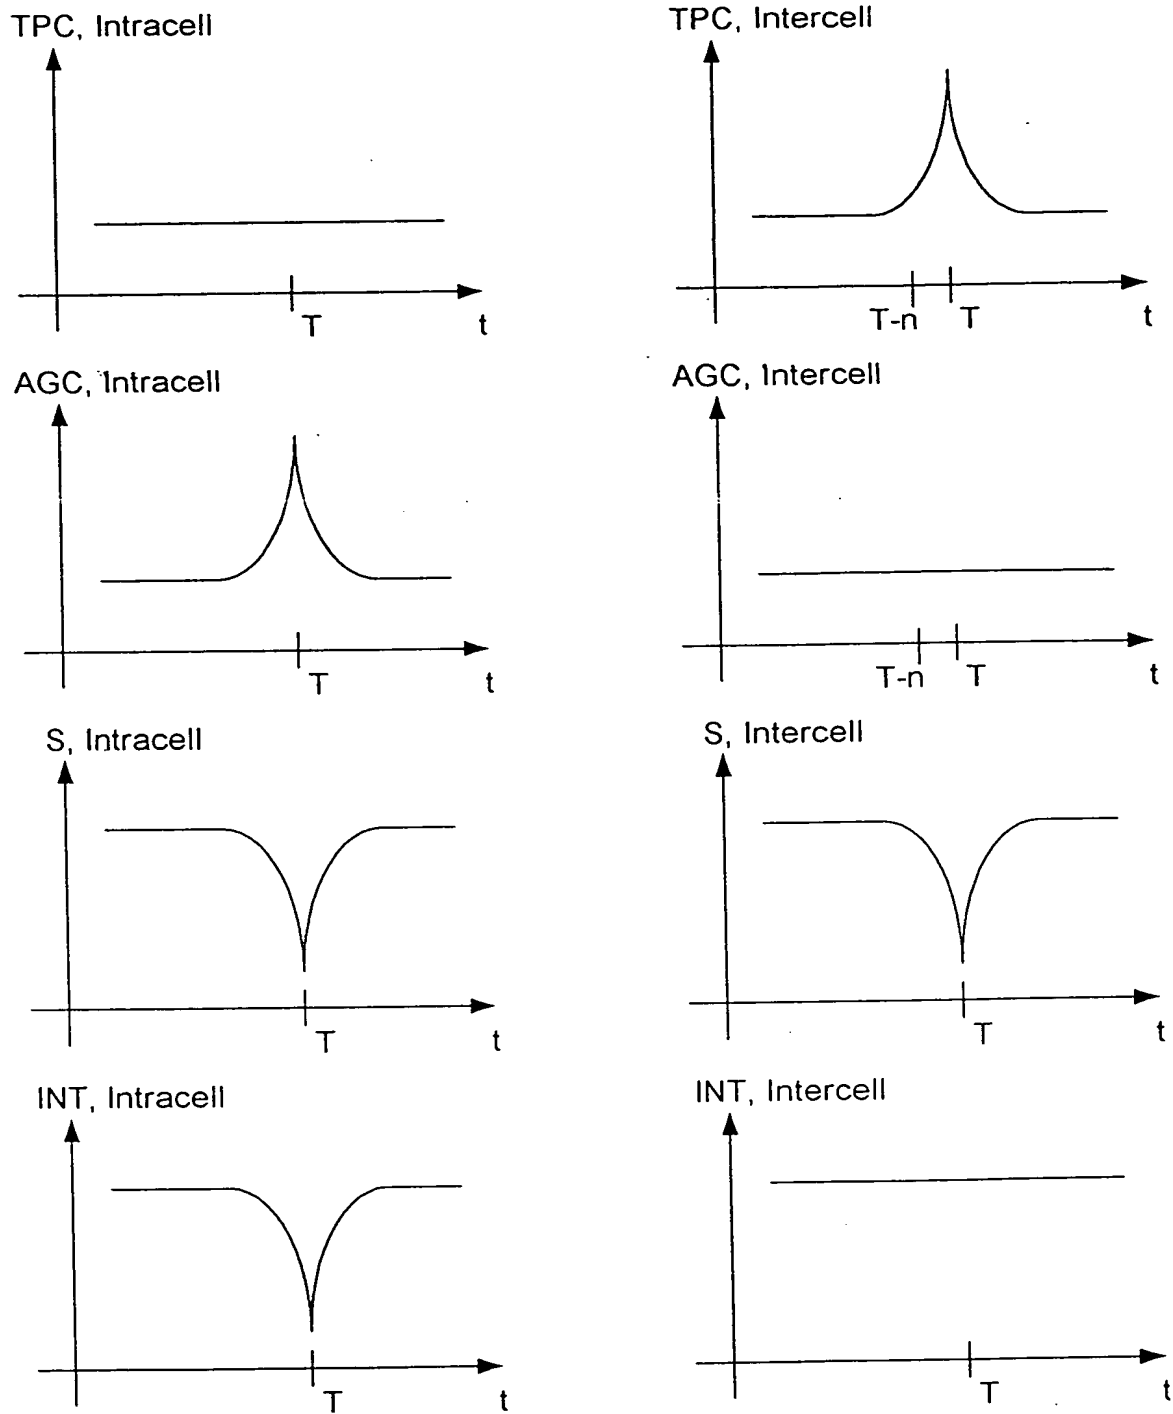 TPC, Intracell
T
t
TPC, Intercell
T-n
T
t
AGC, Intracell
T
t
AGC, Intercell
T-n
T
t
S, Intracell
T
t
S, Intercell
T
t
INT, Intracell
T
t
INT, Intercell
T
t